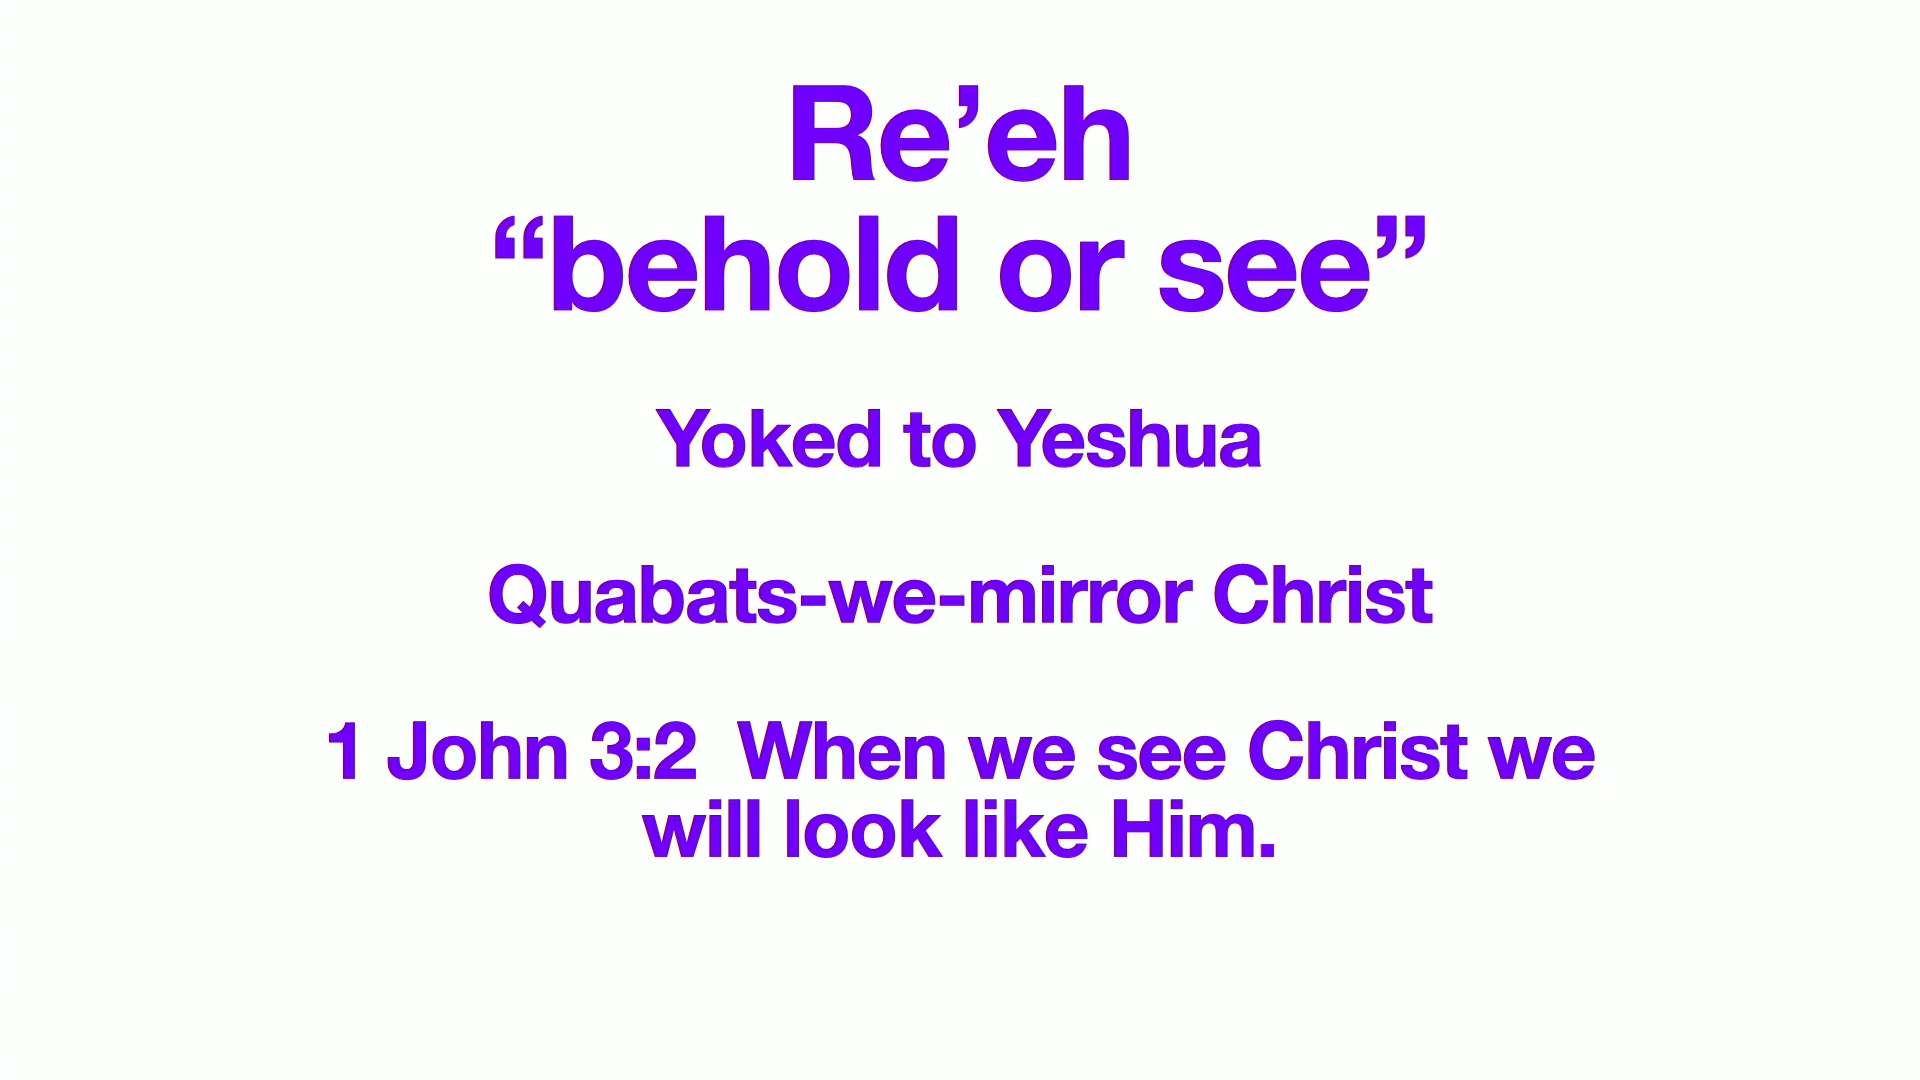 Re’eh
“behold or see”
Yoked to Yeshua
Quabats-we-mirror Christ
1 John 3:2  When we see Christ we
will look like Him.